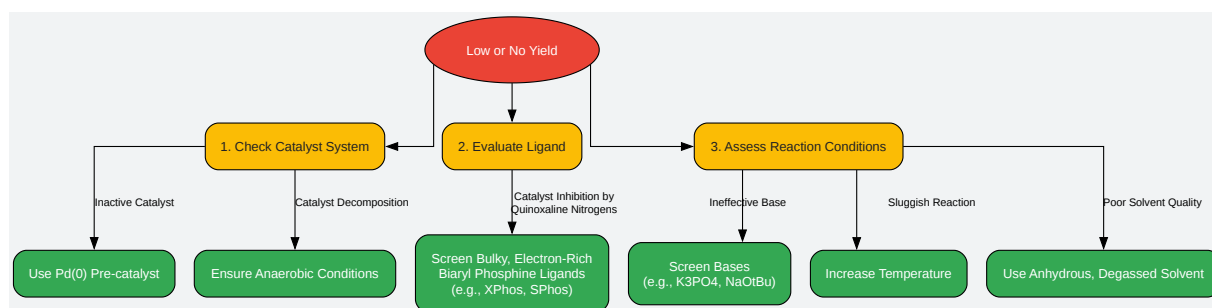 Low or No Yield
1. Check Catalyst System
2. Evaluate Ligand
3. Assess Reaction Conditions
Inactive Catalyst
Catalyst Decomposition
Catalyst Inhibition by
Quinoxaline Nitrogens
Ineffective Base
Sluggish Reaction
Poor Solvent Quality
Use Pd(0) Pre-catalyst
Ensure Anaerobic Conditions
Screen Bulky, Electron-Rich
Biaryl Phosphine Ligands
(e.g., XPhos, SPhos)
Screen Bases
(e.g., K3PO4, NaOtBu)
Increase Temperature
Use Anhydrous, Degassed Solvent